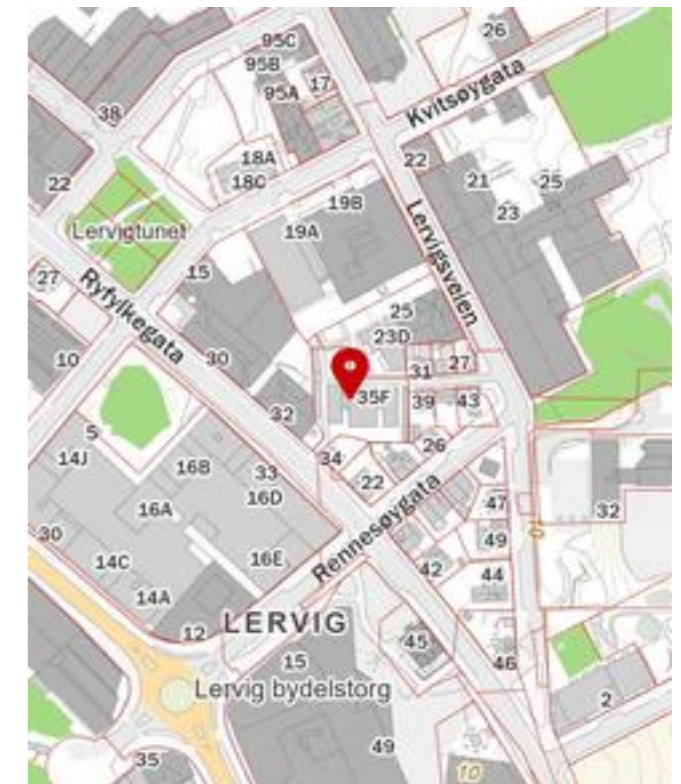 26
95C
95B
17
95A
Kvitsøygata
38
18A
22
22
18C
21
25
19B
23
Lervigtunet
19A
Lervigsveien
15
27
Ryfylkegata
25
23D
10
30
31
27
35F
39
43
32
5
26
34
14J
16B
33
22
16D
47
16A
32
30
49
Rennesøygata
14C
16E
42
44
14A
12
LERVIG
45
46
15
Lervig bydelstorg
2
49
35
10